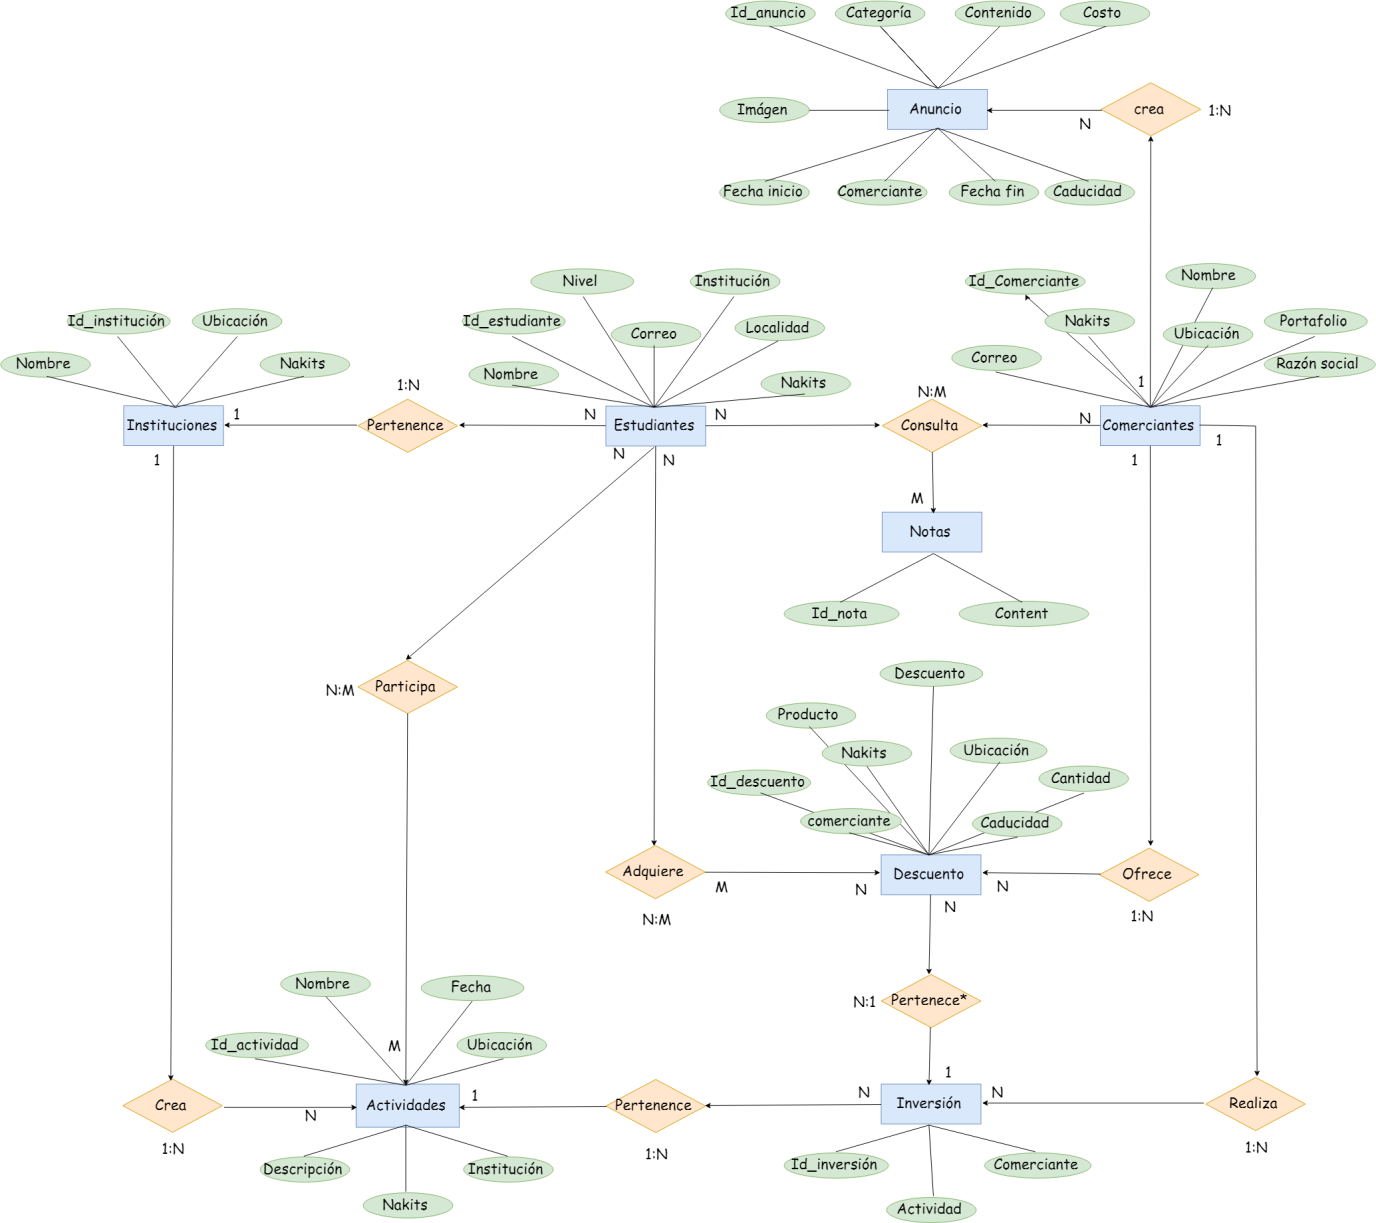 Id_anuncio
Categoría
Contenido
Costo
Imágen
Anuncio
crea
1:N
N
Fecha inicio
Comerciante
Fecha fin
Caducidad
Nivel
Institución
Id_Comerciante
Nombre
Id_institución
Ubicación
Id_estudiante
Correo
Localidad
Nakits
Ubicación
Portafolio
Nombre
Nakits
Nombre
Nakits
Correo
Razón social
1:N
N:M
1
1
Pertenence
N
N
N
Instituciones
Estudiantes
Consulta
Comerciantes
1
N
N
1
1
M
Notas
Id_nota
Content
Descuento
Participa
N:M
Producto
Nakits
Ubicación
Id_descuento
Cantidad
comerciante
Caducidad
Adquiere
M
N
Descuento
N
Ofrece
N:M
N
1:N
Nombre
Fecha
N:1
Pertenece*
Id_actividad
M
Ubicación
1
Crea
N
Actividades
1
Pertenence
N
Inversión
N
Realiza
1:N
1:N
1:N
Descripción
Institución
Id_inversión
Comerciante
Nakits
Actividad